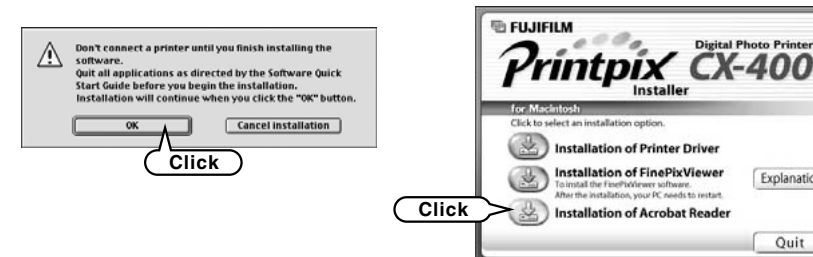 Don't connect a printer until you finish installing the
software.
Quit all applications as directed by the Software Quick
Start Guide before you begin the installation.
Installation will continue when you click the "OK" button.
OK
Cancel installation
Click
FUJIFILM
Digital Photo Printer
Printpix CX-400
Installer
for Macintosh
Click to select an installation option.
Installation of Printer Driver
Installation of FinePixViewer
To install the FinePixViewer software.
After the installation, your PC needs to restart.
Explanatio
Click
Installation of Acrobat Reader
Quit